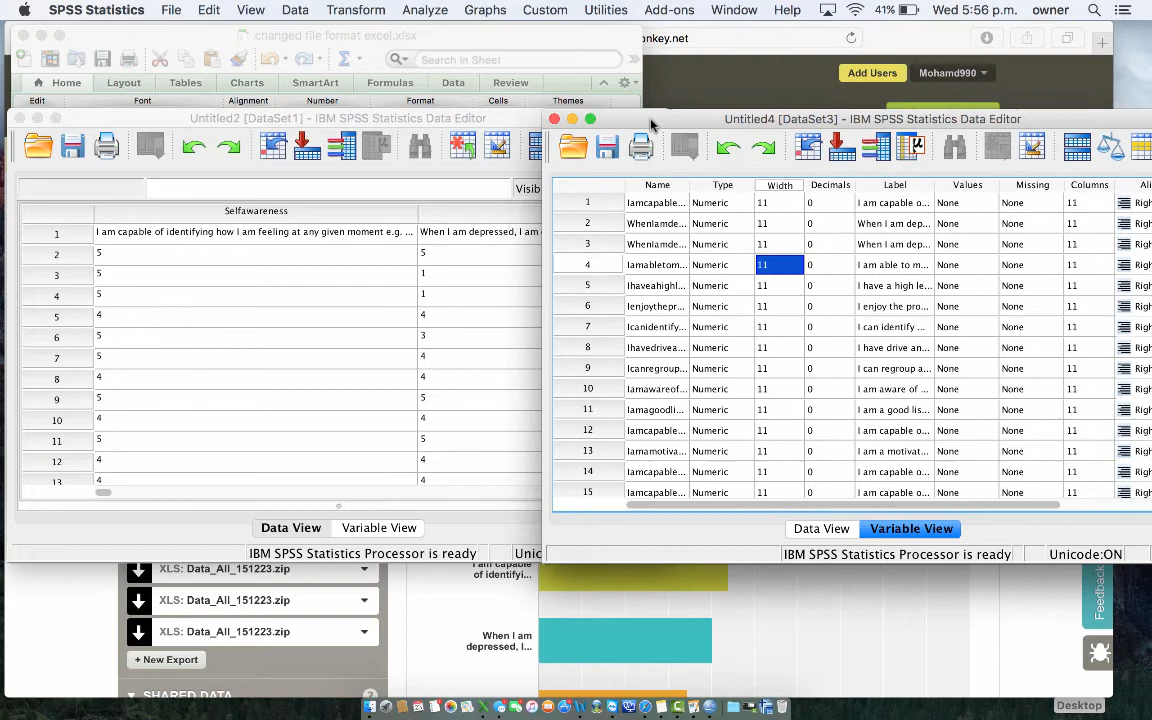 SPSS Statistics File Edit View Data Transform Analyze Graphs Custom Utilities Add-ons Window Help 41% Wed 5:56 p.m. owner
changed file format excel.xlsx
onkey.net
Search in Sheet
Add Users Mohamd990
Home Layout Tables Charts SmartArt Formulas Data Review
Edit Font Alignment Number Format Cells Themes
Untitled2 [DataSet1] - IBM SPSS Statistics Data Editor
Visib
Selfawareness
1 I am capable of identifying how I am feeling at any given moment e.g. ... When I am depressed, I am
2 5 5
3 5 1
4 5 1
5 4 4
6 5 3
7 5 4
8 4 4
9 5 5
10 4 4
11 5 5
12 4 4
13 4 4
Data View Variable View
IBM SPSS Statistics Processor is ready Unic
Untitled4 [DataSet3] - IBM SPSS Statistics Data Editor
Name Type Width Decimals Label Values Missing Columns Ali
1 Iamcapable... Numeric 11 0 I am capable o... None None 11 Righ
2 WhenIamde... Numeric 11 0 When I am dep... None None 11 Righ
3 WhenIamde... Numeric 11 0 When I am dep... None None 11 Righ
4 Iamabletom... Numeric 11 0 I am able to m... None None 11 Righ
5 Ihaveahighl... Numeric 11 0 I have a high le... None None 11 Righ
6 Ienjoythepr... Numeric 11 0 I enjoy the pro... None None 11 Righ
7 Icanidentify... Numeric 11 0 I can identify ... None None 11 Righ
8 Ihavedrivea... Numeric 11 0 I have drive an... None None 11 Righ
9 Icanregroup... Numeric 11 0 I can regroup a... None None 11 Righ
10 Iamawareof... Numeric 11 0 I am aware of ... None None 11 Righ
11 Iamagoodli... Numeric 11 0 I am a good lis... None None 11 Righ
12 Iamcapable... Numeric 11 0 I am capable o... None None 11 Righ
13 Iamamotiva... Numeric 11 0 I am a motivat... None None 11 Righ
14 Iamcapable... Numeric 11 0 I am capable o... None None 11 Righ
15 Iamcapable... Numeric 11 0 I am capable o... None None 11 Righ
Data View Variable View
IBM SPSS Statistics Processor is ready Unicode:ON
XLS: Data_All_151223.zip
XLS: Data_All_151223.zip
XLS: Data_All_151223.zip
+ New Export
SHARED DATA ?
I am capable
of identifyi...
When I am
depressed, I...
Feedback
Desktop